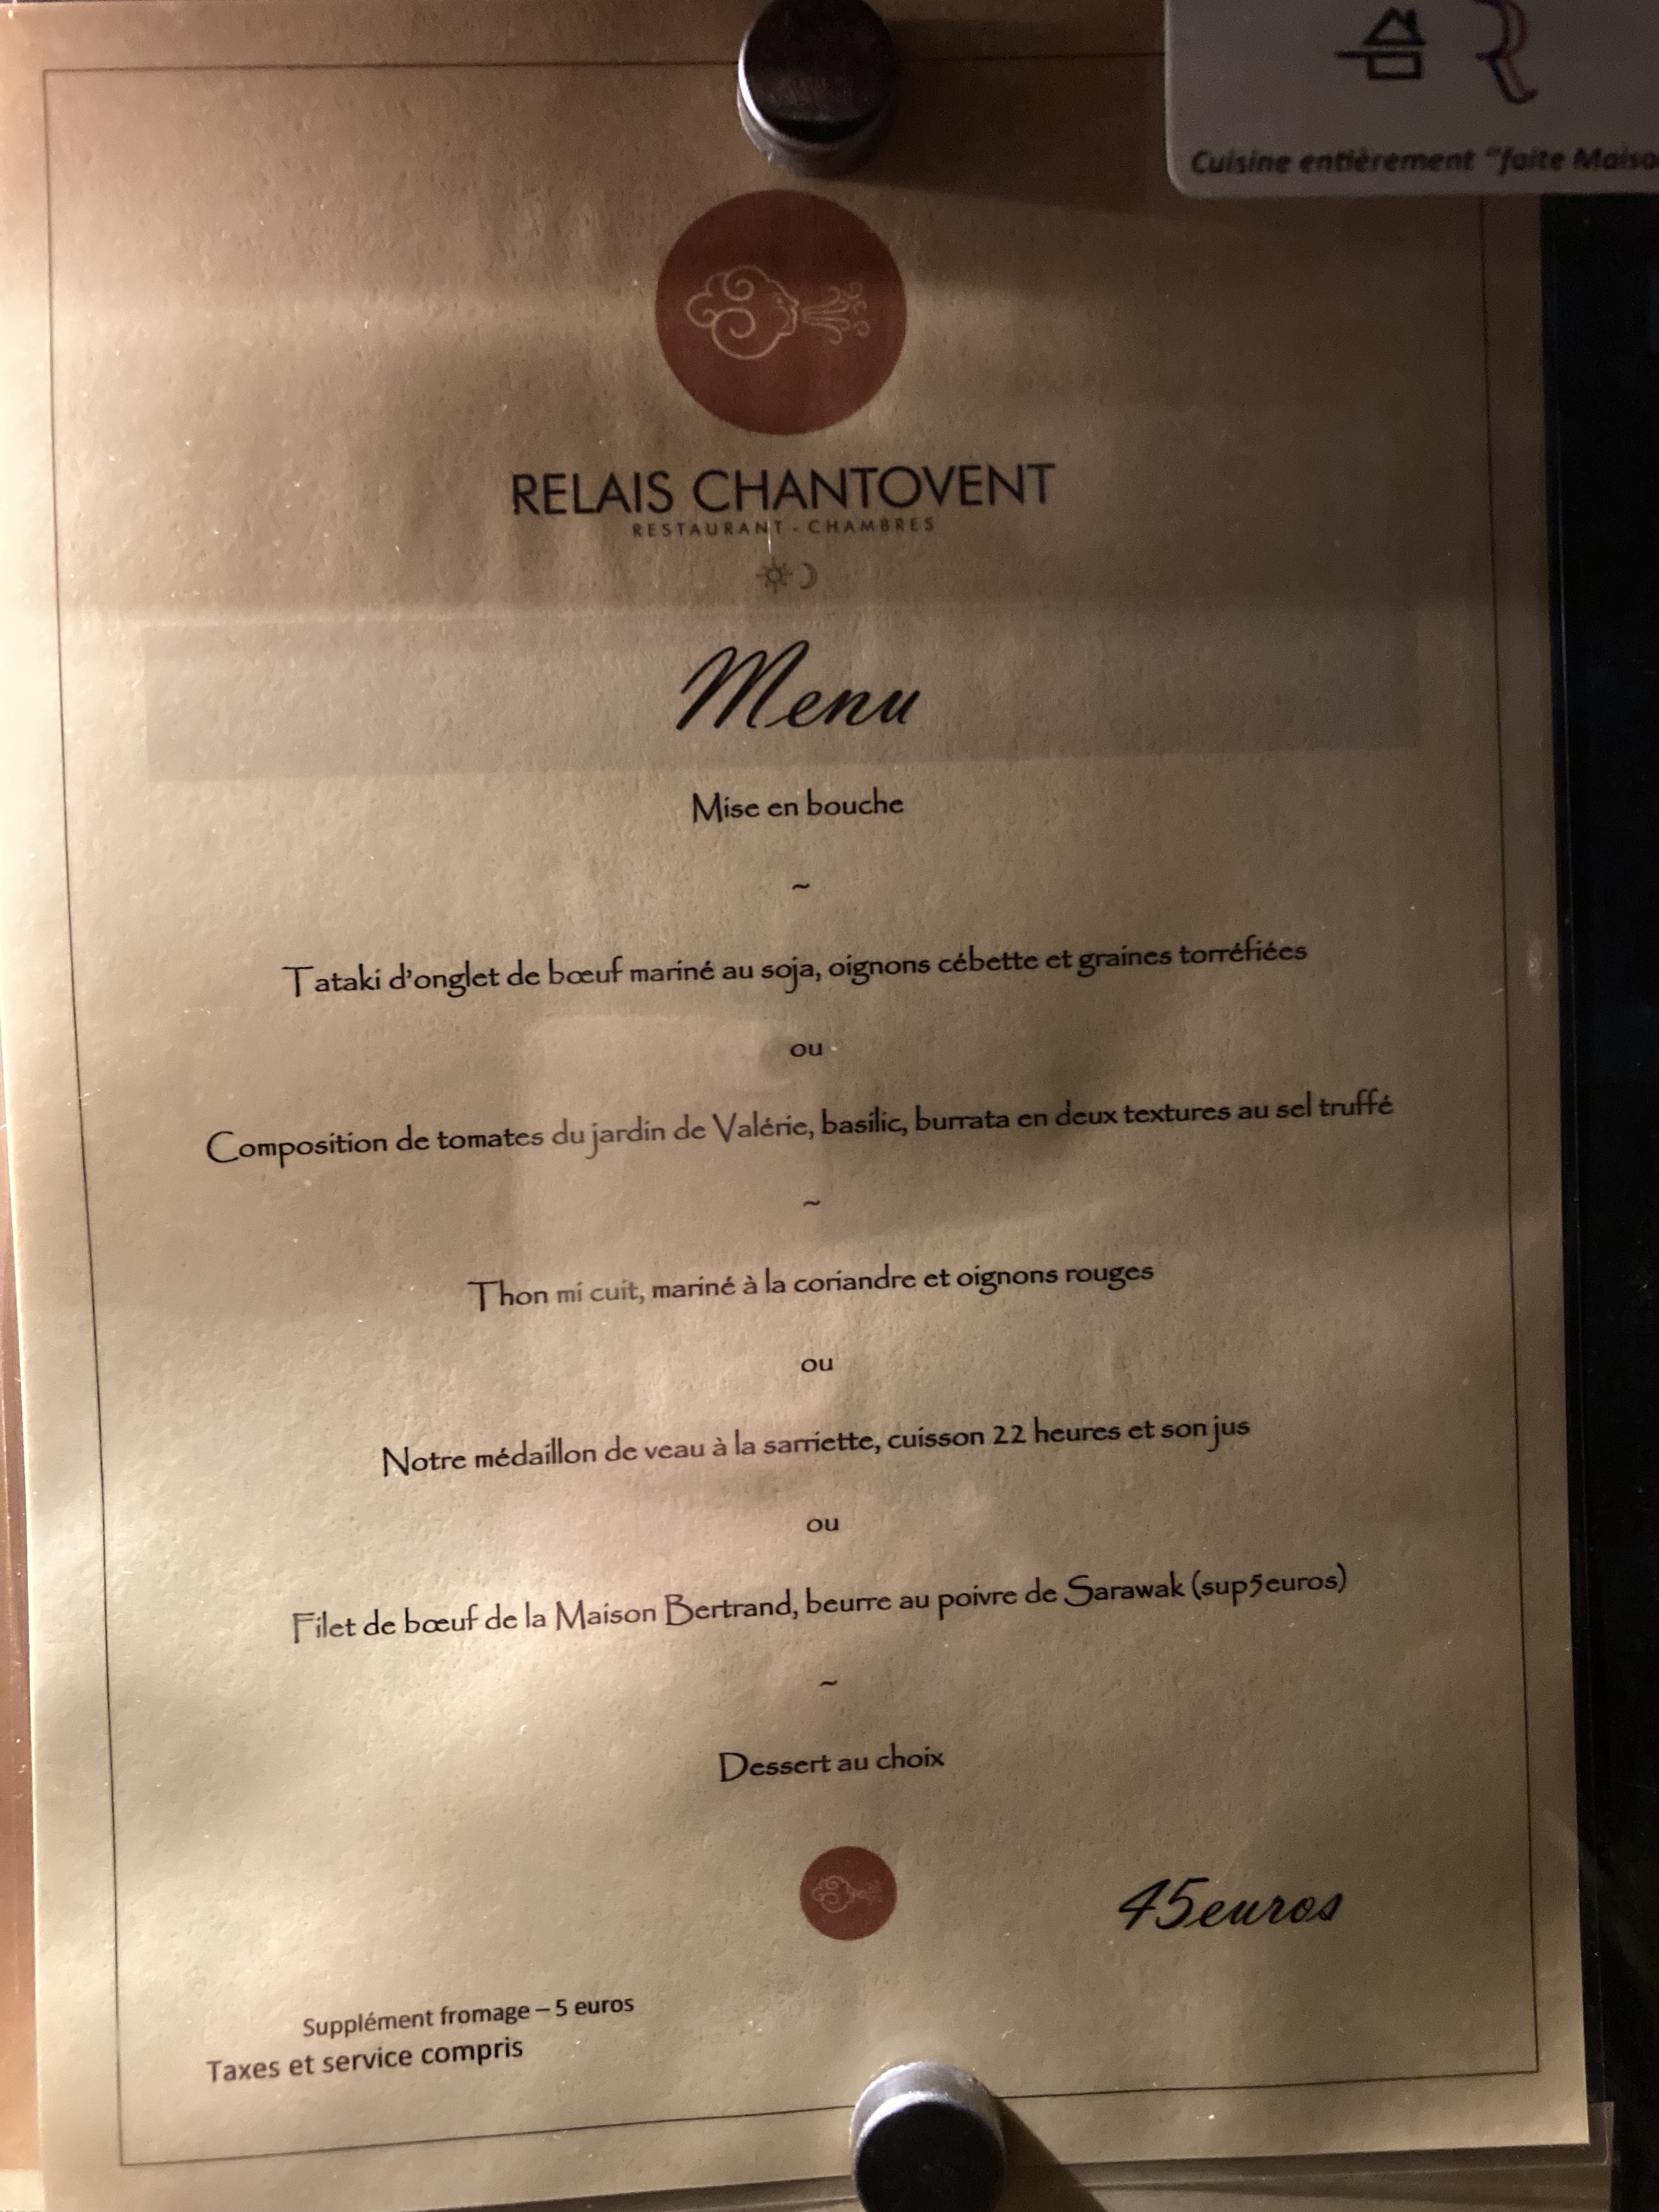 Cuisine entièrement "faite
RELAIS CHANTOVENT
RESTAURANT - CHAMBRES
Menu
Mise en bouche
~
Tataki d'onglet de bœuf mariné au soja, oignons cébette et graines torréfiées
ou
Composition de tomates du jardin de Valérie, basilic, burrata en deux textures au sel truffé
~
Thon mi cuit, mariné à la coriandre et oignons rouges
ou
Notre médaillon de veau à la sarriette, cuisson 22 heures et son jus
ou
Filet de bœuf de la Maison Bertrand, beurre au poivre de Sarawak (sup5euros)
~
Dessert au choix
45euros
Supplément fromage – 5 euros
Taxes et service compris